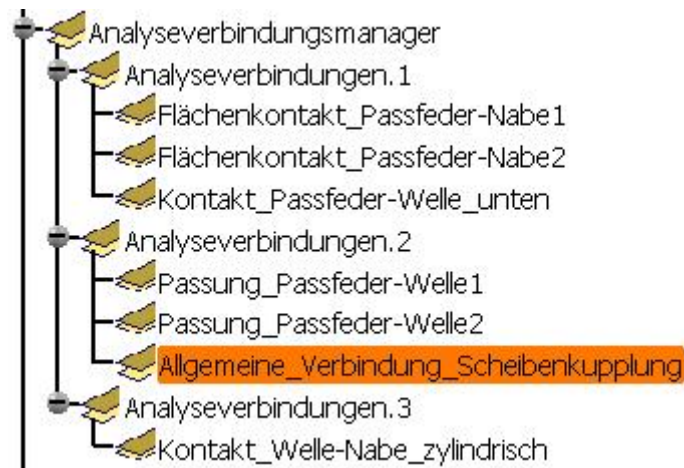 Analyseverbindungsmanager
Analyseverbindungen.1
Flächenkontakt_Passfeder-Nabe1
Flächenkontakt_Passfeder-Nabe2
Kontakt_Passfeder-Welle_unten
Analyseverbindungen.2
Passung_Passfeder-Welle1
Passung_Passfeder-Welle2
Allgemeine_Verbindung_Scheibenkupplung
Analyseverbindungen.3
Kontakt_Welle-Nabe_zylindrisch